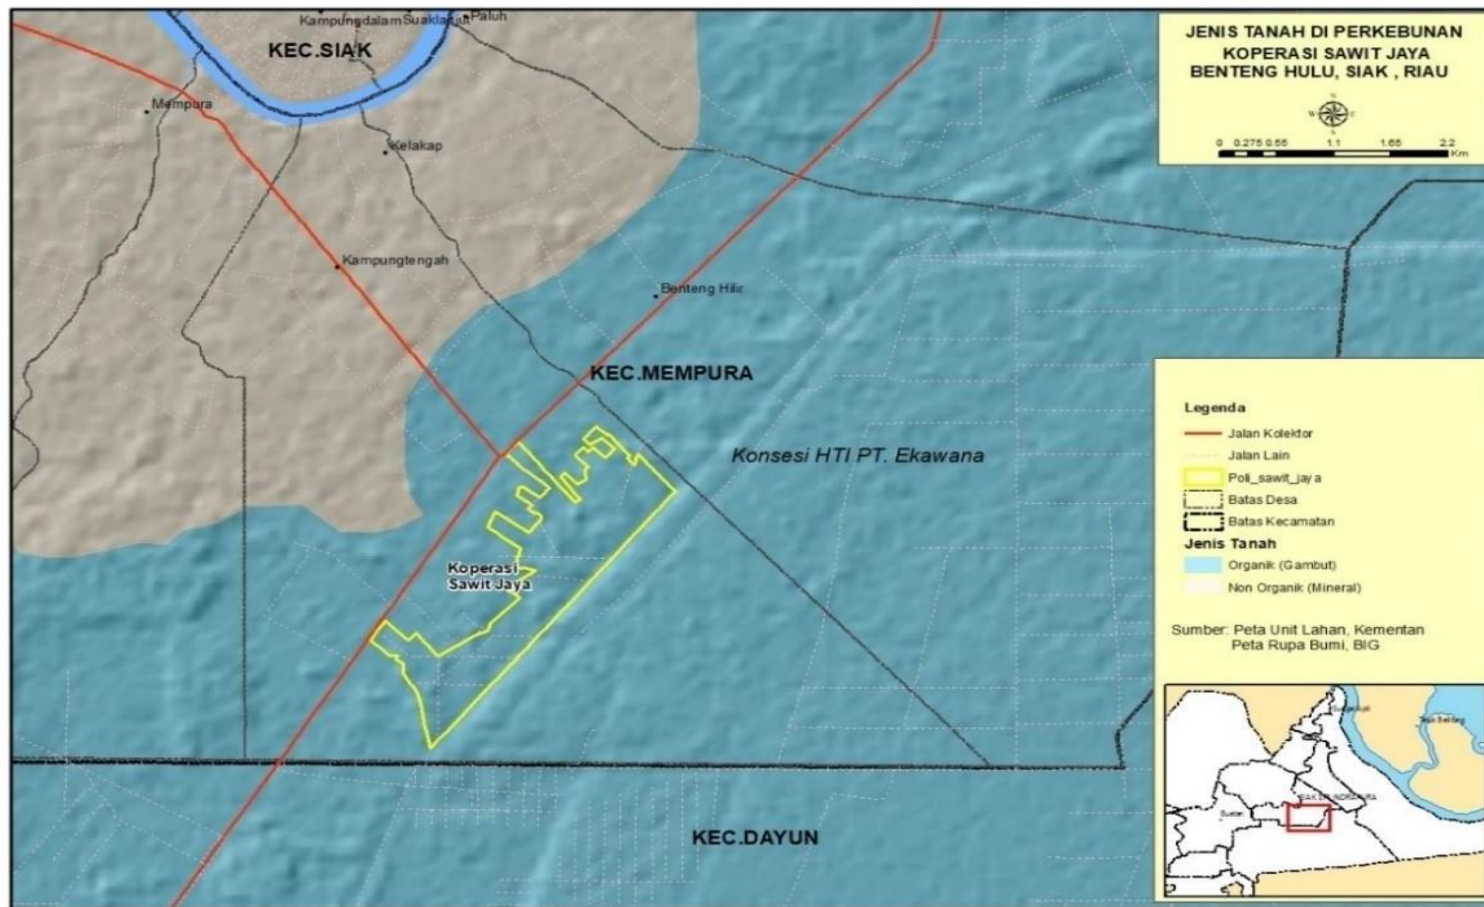 Kampungdalam
Paluh
KEC.SIAK
Mempura
Kelakap
Kampungtengah
Benteng Hilir
KEC.MEMPURA
Konsesi HTI PT. Ekawana
Koperasi
Sawit Jaya
KEC.DAYUN
JENIS TANAH DI PERKEBUNAN
KOPERASI SAWIT JAYA
BENTENG HULU, SIAK , RIAU
N
W E
S
0 0.275 0.55 1.1 1.65 2.2
Km
Legenda
Jalan Kolektor
Jalan Lain
Poli_sawit_jaya
Batas Desa
Batas Kecamatan
Jenis Tanah
Organik (Gambut)
Non Organik (Mineral)
Sumber: Peta Unit Lahan, Kementan
Peta Rupa Bumi, BIG